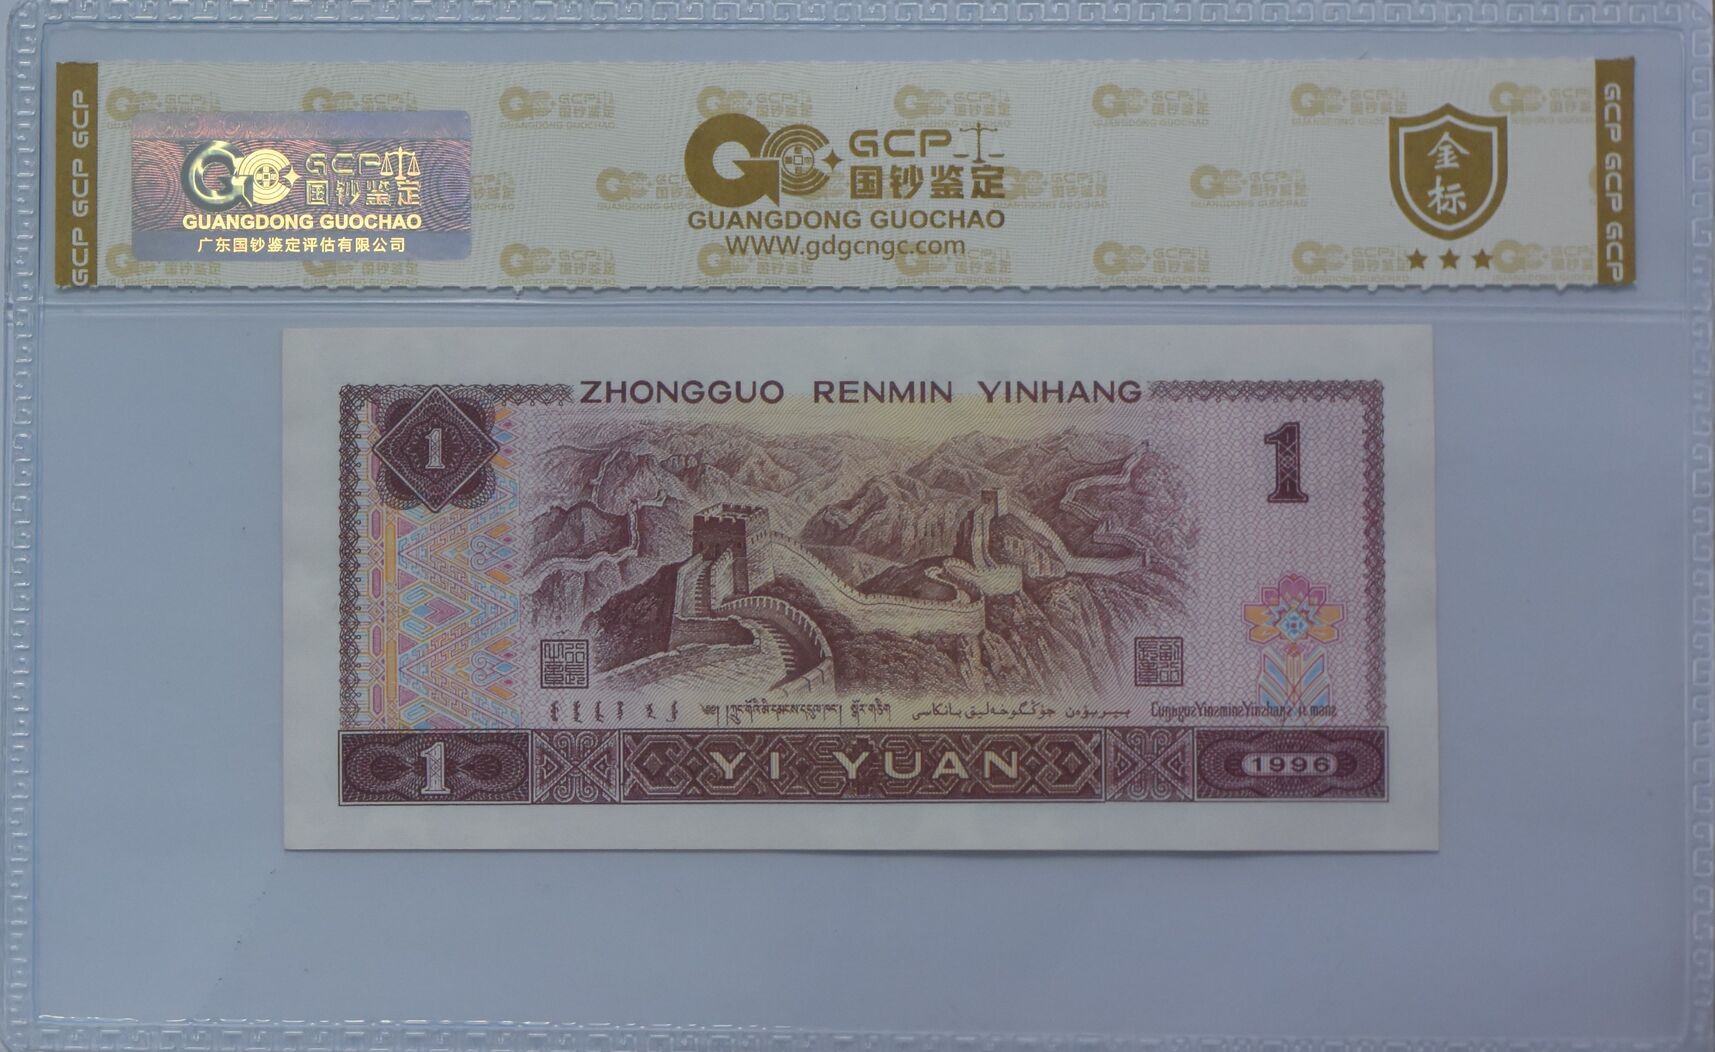 GCP GCP GCP
GCP
国钞鉴定
GUANGDONG GUOCHAO
广东国钞鉴定评估有限公司
GCP
国钞鉴定
GUANGDONG GUOCHAO
WWW.gdgcngc.com
金标
GCP GCP GCP
ZHONGGUO RENMIN YINHANG
1
1
1
YI YUAN
1996